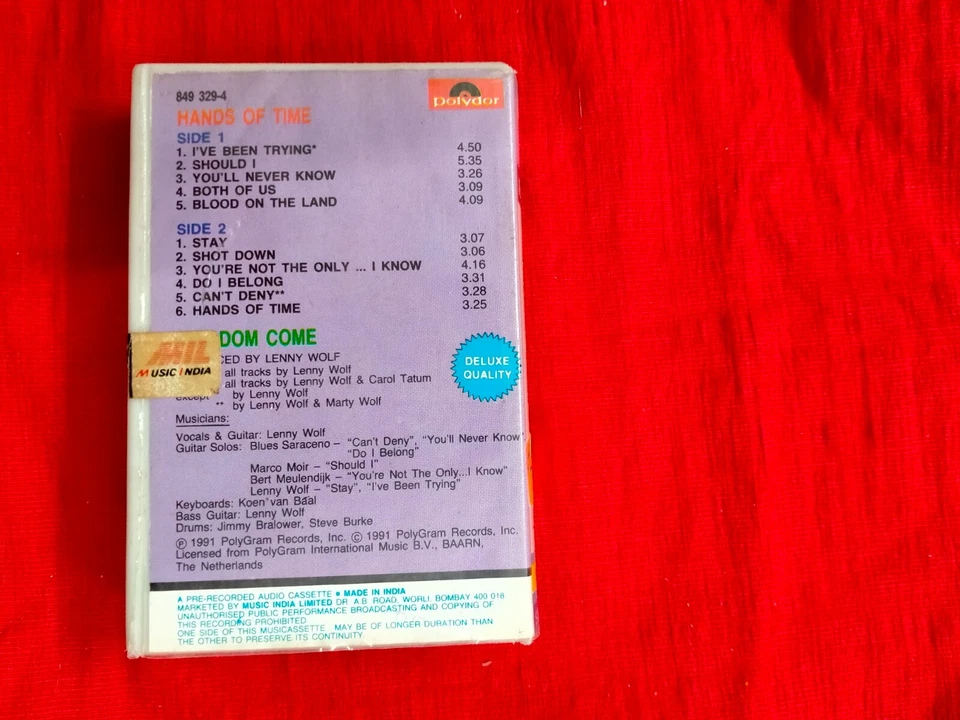 849 329-4
polydor
HANDS OF TIME
SIDE 1
1. I'VE BEEN TRYING* 4.50
2. SHOULD I 5.35
3. YOU'LL NEVER KNOW 3.26
4. BOTH OF US 3.09
5. BLOOD ON THE LAND 4.09
SIDE 2
1. STAY 3.07
2. SHOT DOWN 3.06
3. YOU'RE NOT THE ONLY ... I KNOW 4.16
4. DO I BELONG 3.31
5. CAN'T DENY** 3.28
6. HANDS OF TIME 3.25
DOM COME
MIL
MUSIC INDIA
DELUXE
QUALITY
CED BY LENNY WOLF
all tracks by Lenny Wolf
all tracks by Lenny Wolf & Carol Tatum
except * by Lenny Wolf
** by Lenny Wolf & Marty Wolf
Musicians:
Vocals & Guitar: Lenny Wolf
Guitar Solos: Blues Saraceno – "Can't Deny", "You'll Never Know"
"Do I Belong"
Marco Moir – "Should I"
Bert Meulendijk – "You're Not The Only...I Know"
Lenny Wolf – "Stay", "I've Been Trying"
Keyboards: Koen van Baal
Bass Guitar: Lenny Wolf
Drums: Jimmy Bralower, Steve Burke
℗ 1991 PolyGram Records, Inc. © 1991 PolyGram Records, Inc.
Licensed from PolyGram International Music B.V., BAARN,
The Netherlands
A PRE-RECORDED AUDIO CASSETTE ● MADE IN INDIA
MARKETED BY MUSIC INDIA LIMITED DR A.B. ROAD, WORLI, BOMBAY 400 018
UNAUTHORISED PUBLIC PERFORMANCE BROADCASTING AND COPYING OF
THIS RECORDING PROHIBITED
ONE SIDE OF THIS MUSICASSETTE MAY BE OF LONGER DURATION THAN
THE OTHER TO PRESERVE ITS CONTINUITY